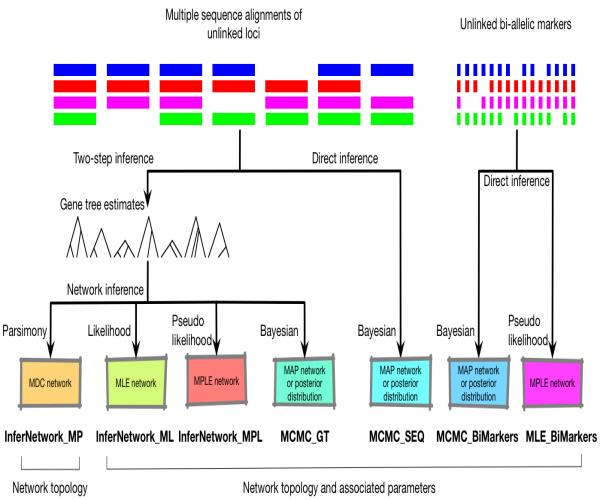 Multiple sequence alignments of
unlinked loci
Unlinked bi-allelic markers
Two-step inference
Direct inference
Direct inference
Gene tree estimates
Network inference
Parsimony
Likelihood
Pseudo
likelihood
Bayesian
Bayesian
Bayesian
Pseudo
likelihood
MDC network
MLE network
MPLE network
MAP network
or posterior
distribution
MAP network
or posterior
distribution
MAP network
or posterior
distribution
MPLE network
InferNetwork_MP
InferNetwork_ML
InferNetwork_MPL
MCMC_GT
MCMC_SEQ
MCMC_BiMarkers
MLE_BiMarkers
Network topology
Network topology and associated parameters